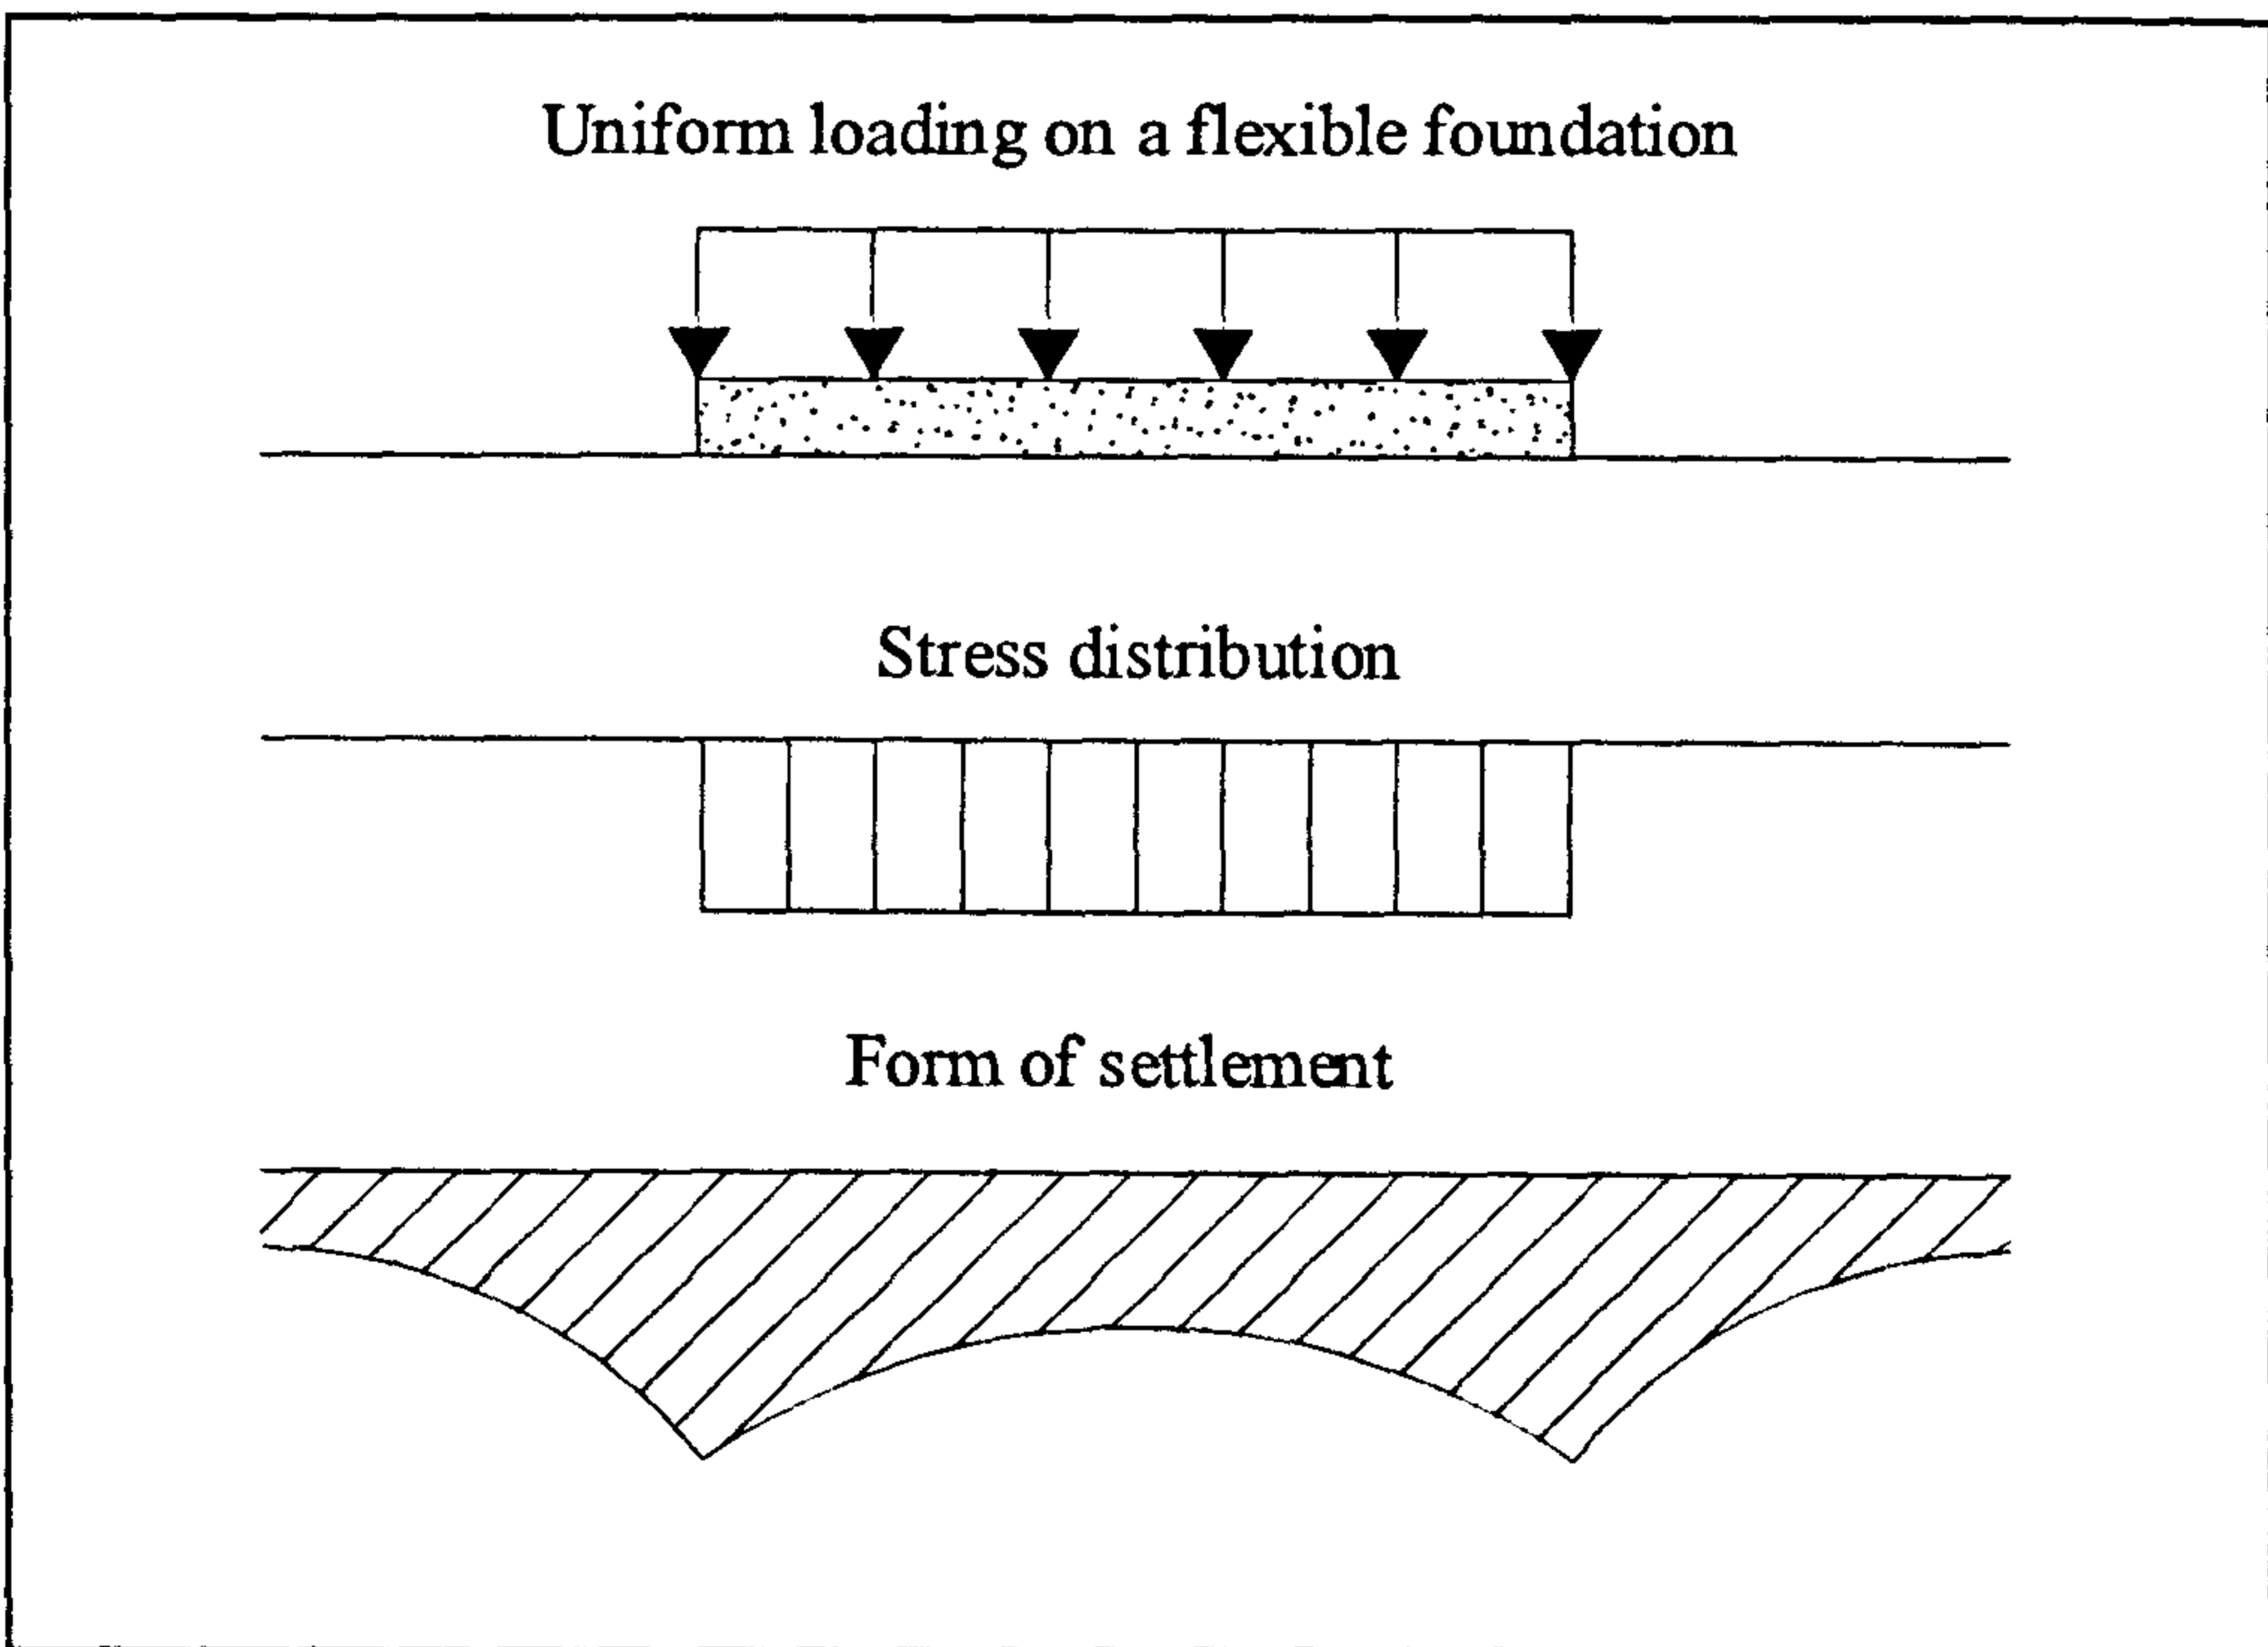 Uniform loading on a flexible foundation
Stress distribution
Form of settlement